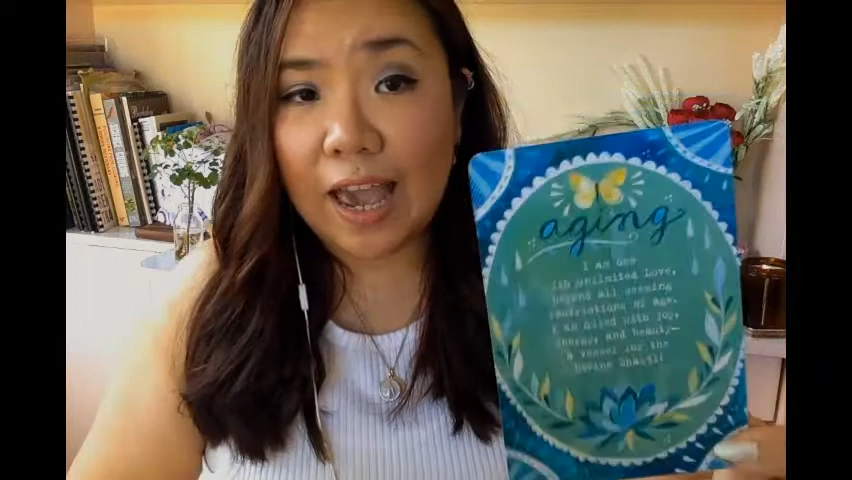 aging
I am one
with unlimited Love,
beyond all seeming
restrictions of age.
I am filled with joy,
and beauty—
a vessel for the
Divine Shakti!